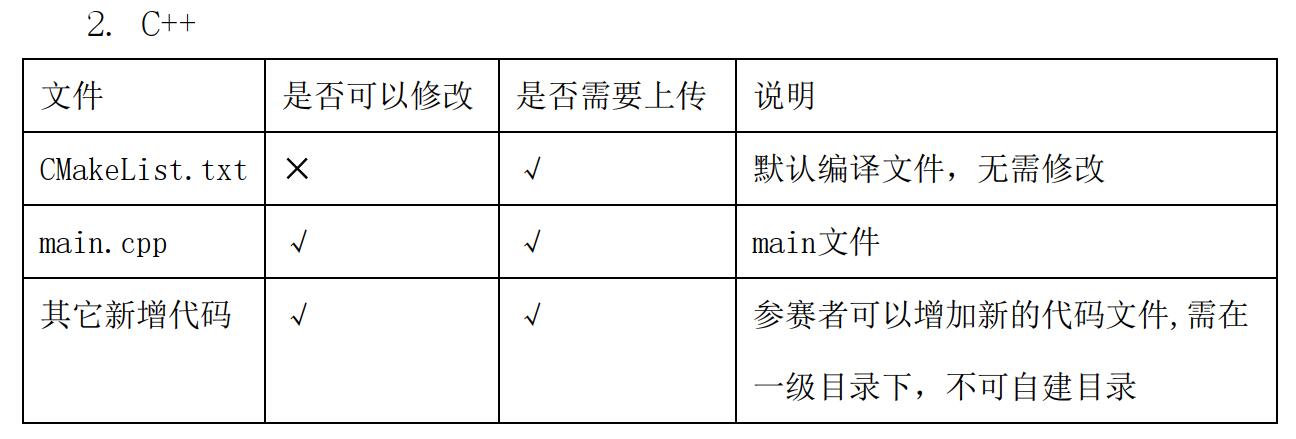 2. C++
文件 是否可以修改 是否需要上传 说明
CMakeList.txt × √ 默认编译文件，无需修改
main.cpp √ √ main文件
其它新增代码 √ √ 参赛者可以增加新的代码文件,需在
一级目录下，不可自建目录